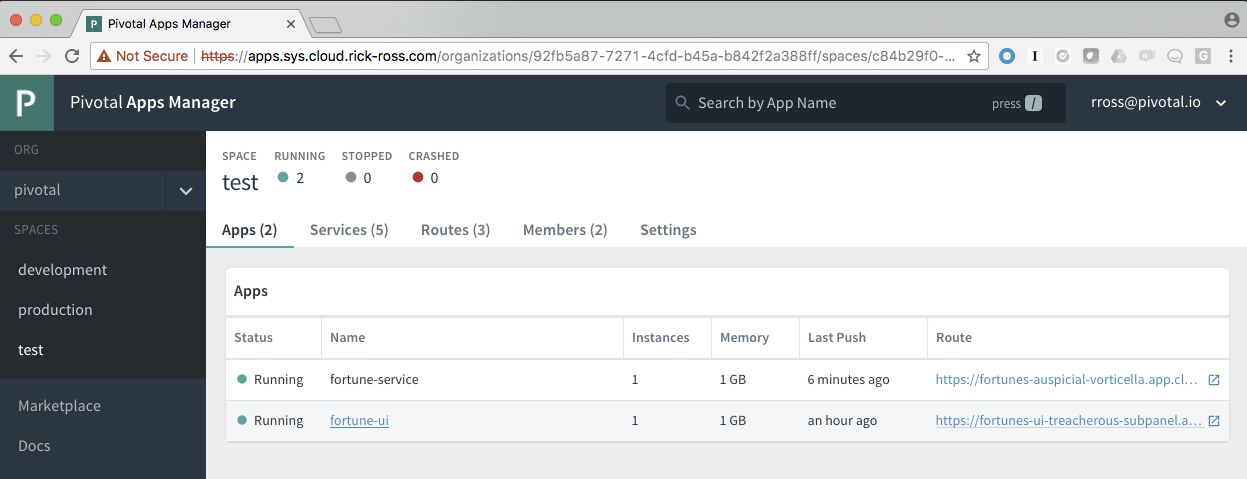 P Pivotal Apps Manager
Not Secure https://apps.sys.cloud.rick-ross.com/organizations/92fb5a87-7271-4cfd-b45a-b842f2a388ff/spaces/c84b29f0-... I G
P Pivotal Apps Manager Search by App Name press / rross@pivotal.io
ORG
pivotal
SPACES
development
production
test
Marketplace
Docs
SPACE RUNNING STOPPED CRASHED
test 2 0 0
Apps (2) Services (5) Routes (3) Members (2) Settings
Apps
Status Name Instances Memory Last Push Route
Running fortune-service 1 1 GB 6 minutes ago https://fortunes-auspicial-vorticella.app.cl...
Running fortune-ui 1 1 GB an hour ago https://fortunes-ui-treacherous-subpanel.a...